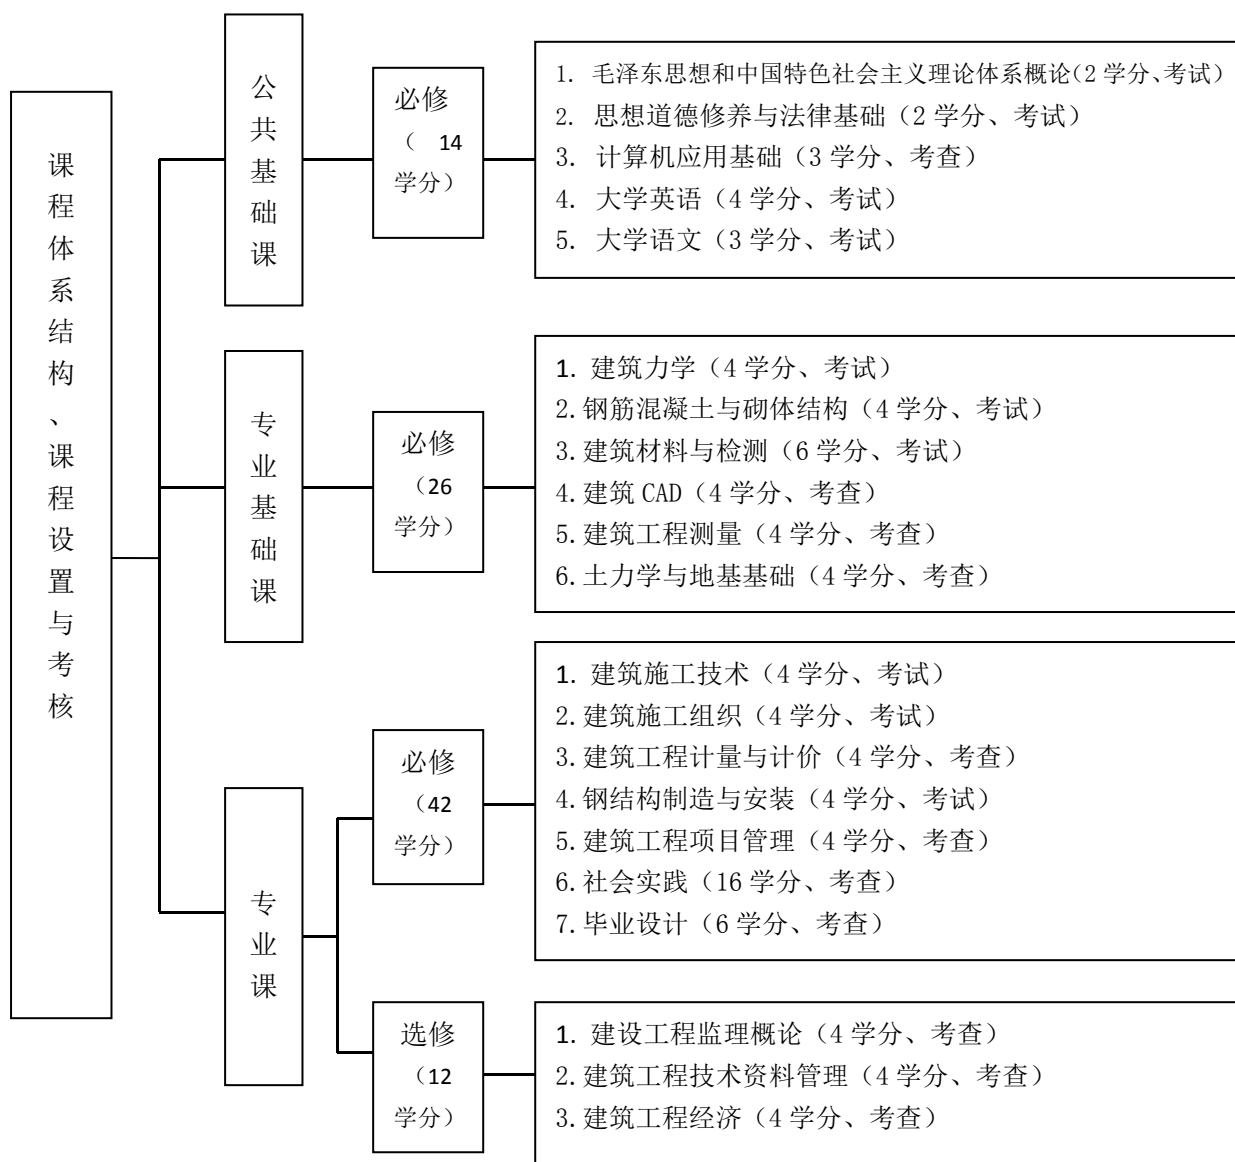 课程体系结构、课程设置与考核
公共基础课
必修
（ 14
学分）
1. 毛泽东思想和中国特色社会主义理论体系概论(2 学分、考试）
2. 思想道德修养与法律基础（2 学分、考试）
3. 计算机应用基础（3 学分、考查）
4. 大学英语（4 学分、考试）
5. 大学语文（3 学分、考试）
专业基础课
必修
（26
学分）
1. 建筑力学（4 学分、考试）
2.钢筋混凝土与砌体结构（4 学分、考试）
3.建筑材料与检测（6 学分、考试）
4.建筑 CAD（4 学分、考查）
5.建筑工程测量（4 学分、考查）
6.土力学与地基基础（4 学分、考查）
专业课
必修
（42
学分）
1. 建筑施工技术（4 学分、考试）
2.建筑施工组织（4 学分、考试）
3.建筑工程计量与计价（4 学分、考查）
4.钢结构制造与安装（4 学分、考试）
5.建筑工程项目管理（4 学分、考查）
6.社会实践（16 学分、考查）
7.毕业设计（6 学分、考查）
选修
（12
学分）
1. 建设工程监理概论（4 学分、考查）
2.建筑工程技术资料管理（4 学分、考查）
3.建筑工程经济（4 学分、考查）